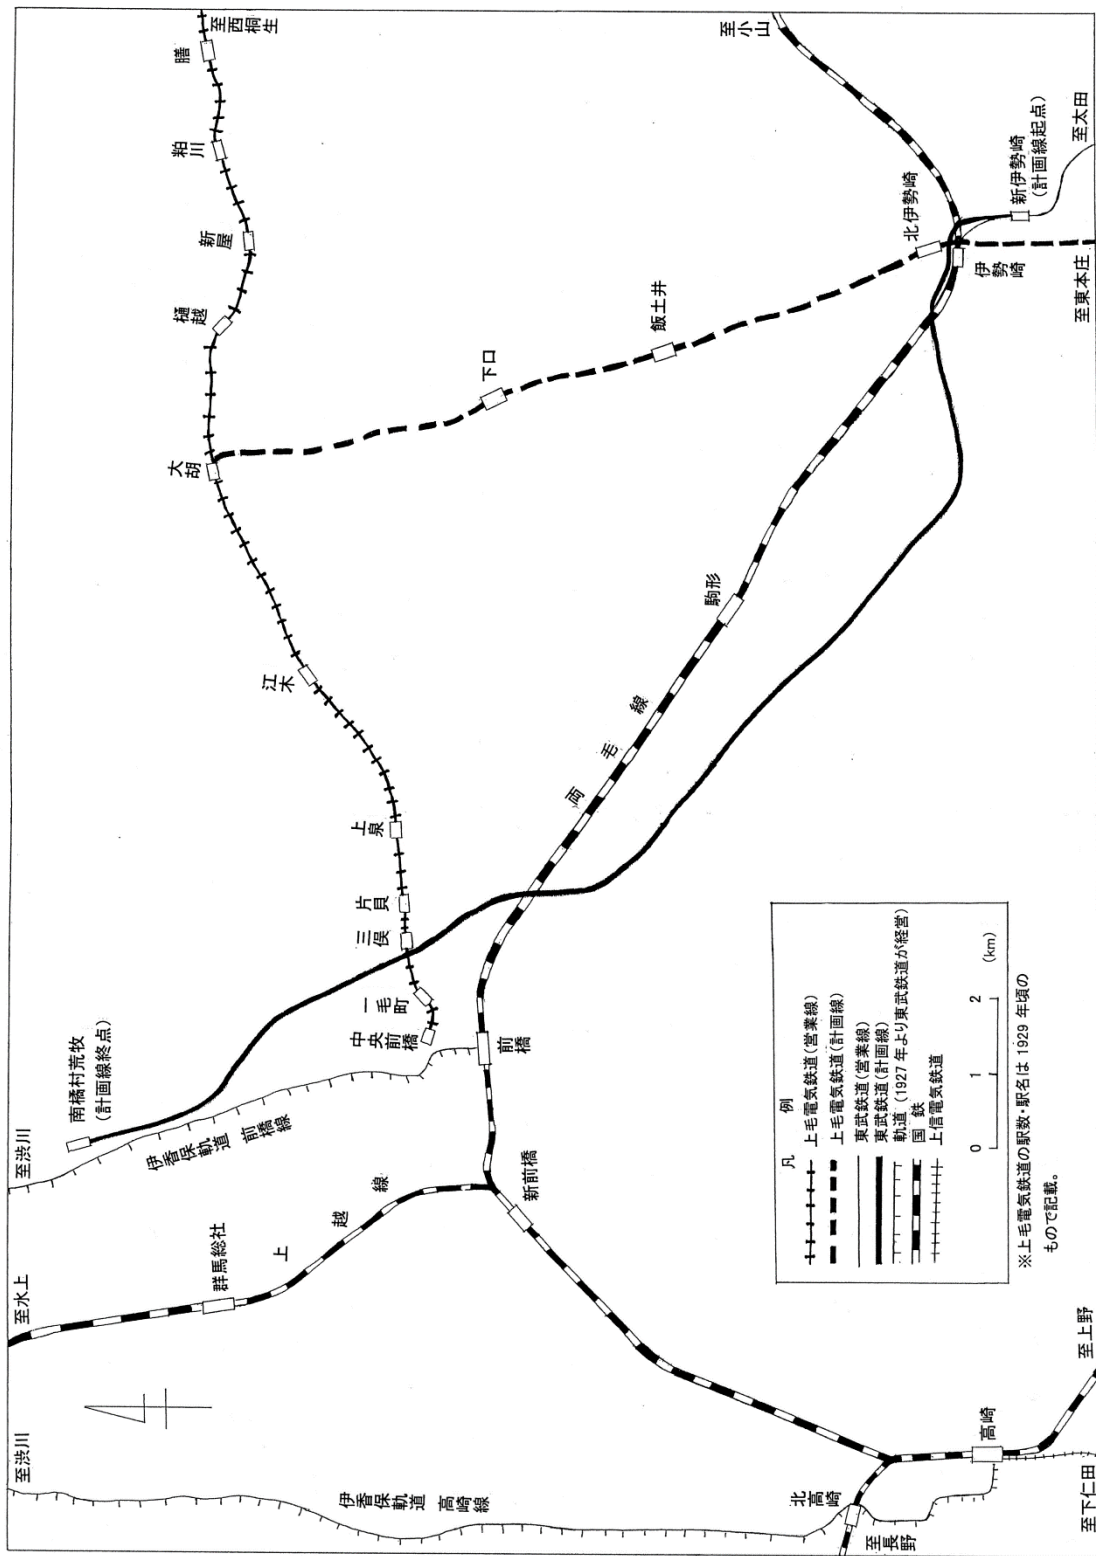 至渋川
伊香保軌道 高崎線
至水上
群馬総社
上越線
至渋川
南橘村荒牧
(計画線終点)
伊香保軌道 前橋線
中央前橋
一毛町
三俣
片貝
上泉
江木
大胡
樋越
新屋
粕川
膳
至西桐生
至小山
下口
飯土井
北伊勢崎
伊勢崎
新伊勢崎
(計画線起点)
至太田
至東本庄
駒形
両毛線
前橋
新前橋
北高崎
至長野
高崎
至下仁田
至上野
凡例
上毛電気鉄道(営業線)
上毛電気鉄道(計画線)
東武鉄道(営業線)
東武鉄道(計画線)
軌道(1927年より東武鉄道が経営)
国鉄
上信電気鉄道
0 1 2 (km)
※上毛電気鉄道の駅数・駅名は1929年頃の
もので記載。